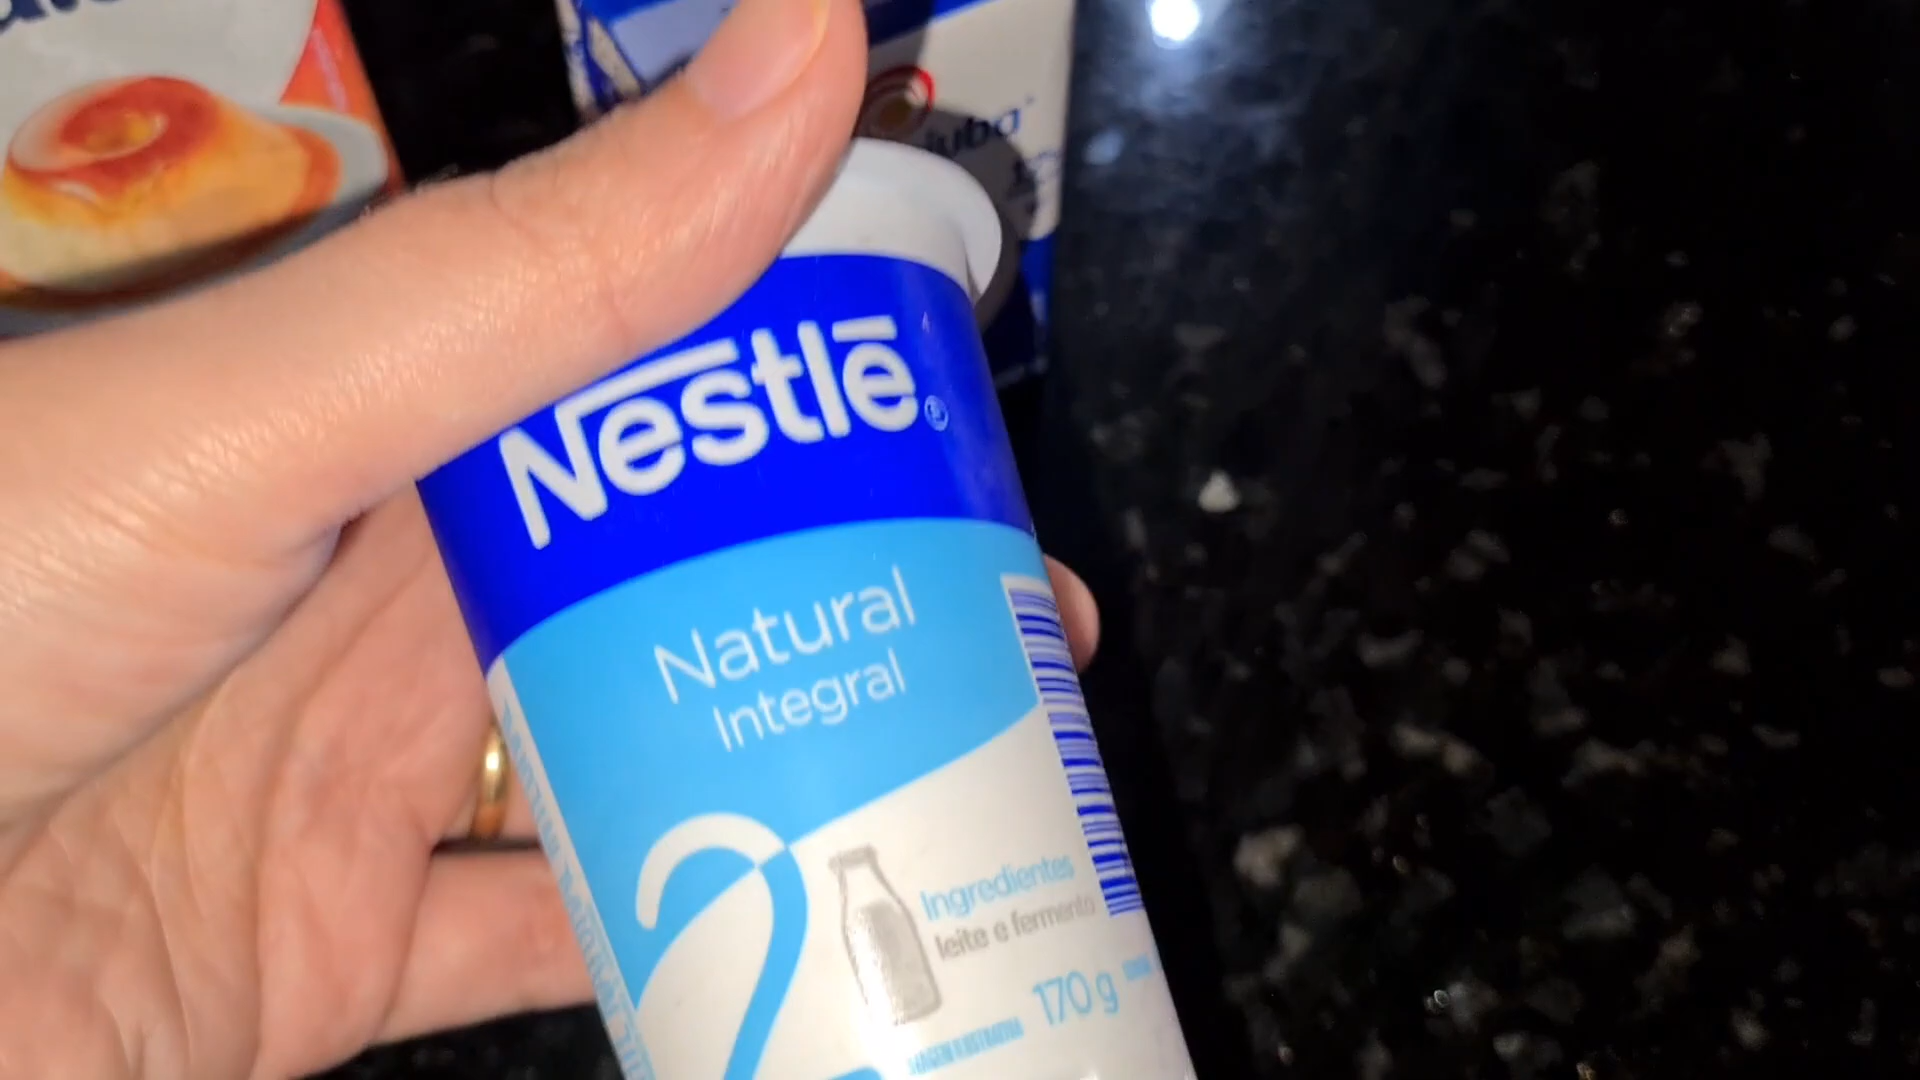 Nestlé
Natural
Integral
2
Ingredientes
leite e fermento
170 g